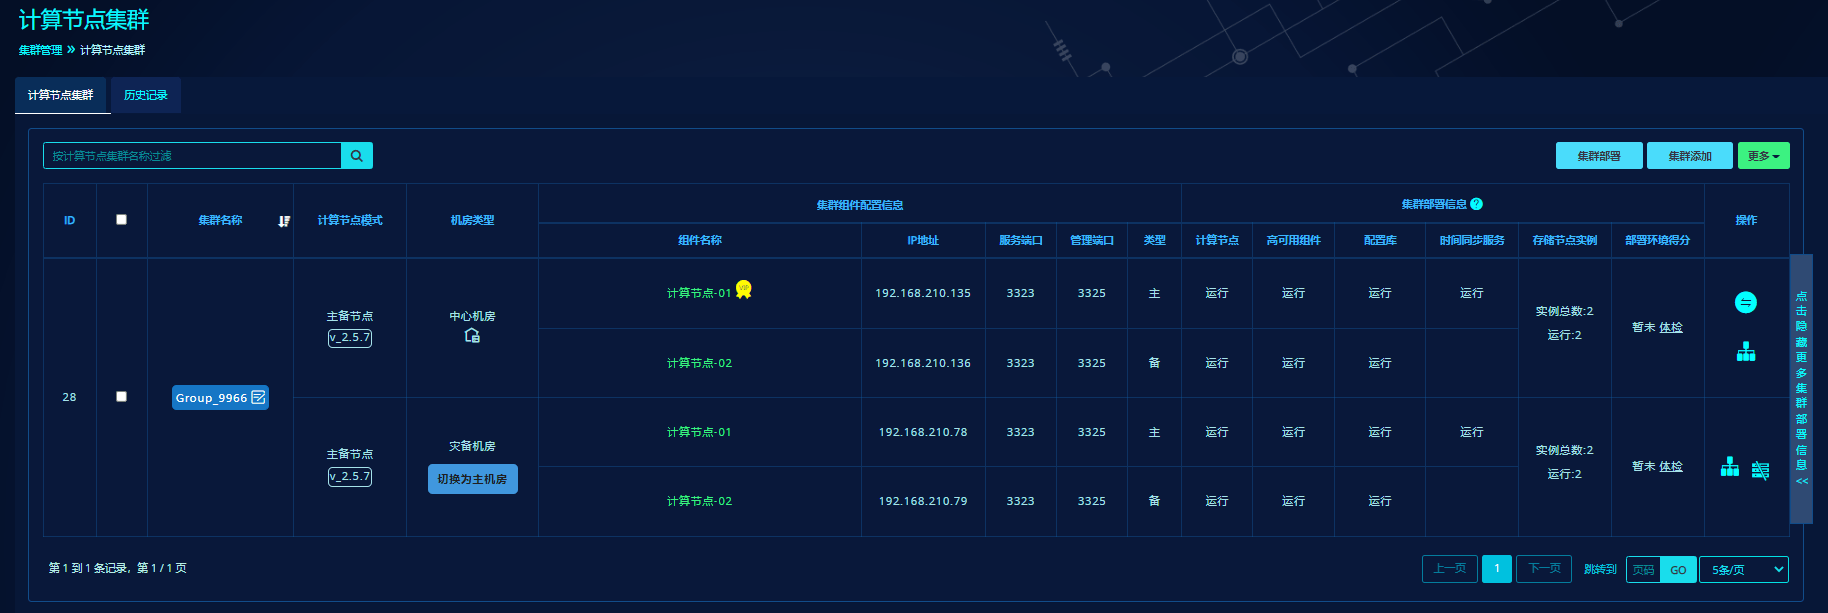 计算节点集群
集群管理 » 计算节点集群
计算节点集群 历史记录
按计算节点集群名称过滤 集群部署 集群添加 更多
ID 集群名称 计算节点模式 机房类型 集群组件配置信息 集群部署信息 ? 操作
组件名称 IP地址 服务端口 管理端口 类型 计算节点 高可用组件 配置库 时间同步服务 存储节点实例 部署环境得分
28 Group_9966
主备节点
v_2.5.7
中心机房
计算节点-01 VIP 192.168.210.135 3323 3325 主 运行 运行 运行 运行
计算节点-02 192.168.210.136 3323 3325 备 运行 运行 运行
实例总数:2
运行:2
暂未 体检
主备节点
v_2.5.7
灾备机房
切换为主机房
计算节点-01 192.168.210.78 3323 3325 主 运行 运行 运行 运行
计算节点-02 192.168.210.79 3323 3325 备 运行 运行 运行
实例总数:2
运行:2
暂未 体检
点击隐藏更多集群部署信息 <<
第 1 到 1 条记录，第 1 / 1 页 上一页 1 下一页 跳转到 页码 GO 5条/页